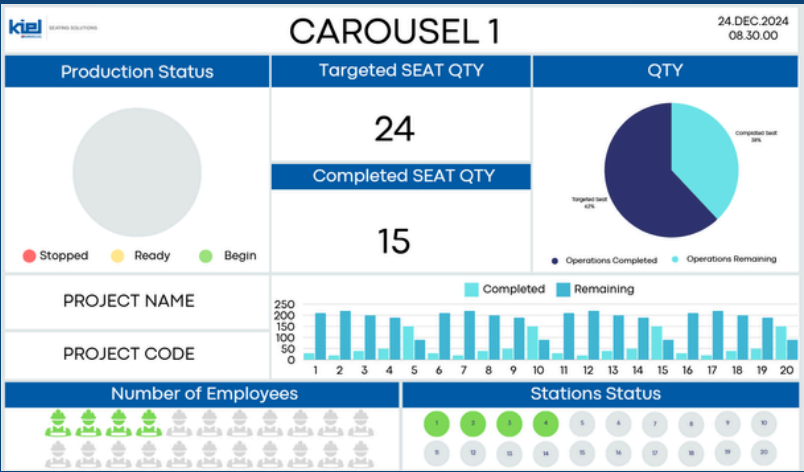 kiel
SEATING SOLUTIONS
CAROUSEL 1
24.DEC.2024
08.30.00
Production Status
Stopped
Ready
Begin
Targeted SEAT QTY
24
Completed SEAT QTY
15
QTY
Completed Seat
38%
Targeted Seat
62%
Operations Completed
Operations Remaining
PROJECT NAME
PROJECT CODE
Completed
Remaining
250
200
150
100
50
0
1 2 3 4 5 6 7 8 9 10 11 12 13 14 15 16 17 18 19 20
Number of Employees
Stations Status
1 2 3 4 5 6 7 8 9 10
11 12 13 14 15 16 17 18 19 20